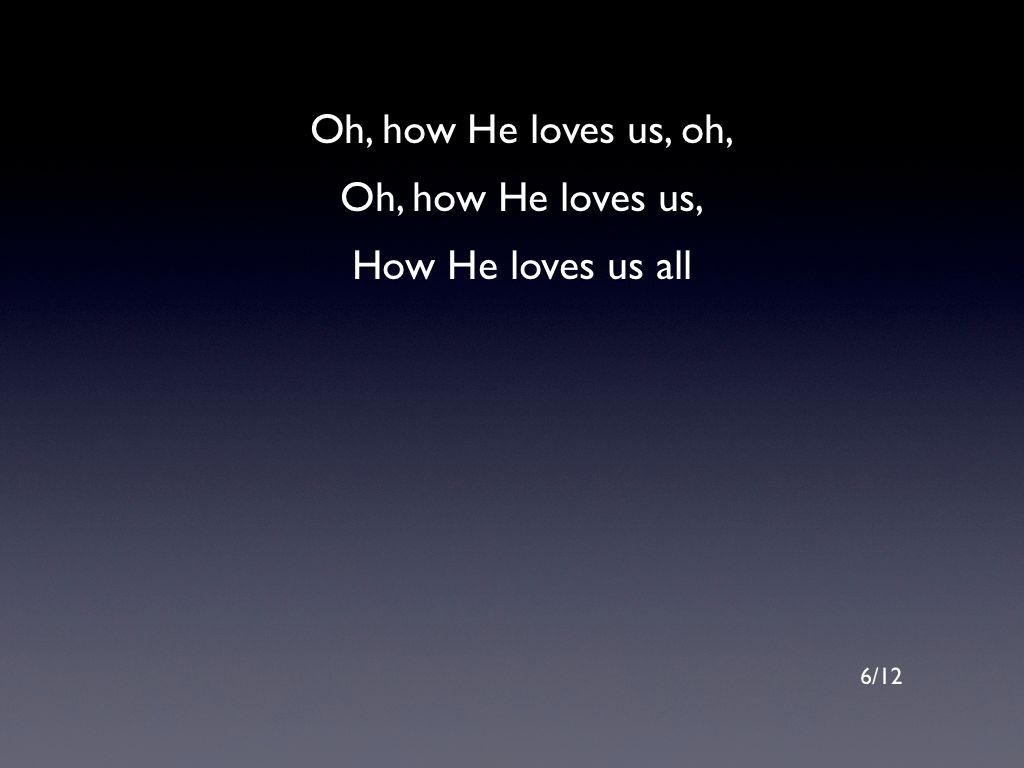 Oh, how He loves us, oh,
Oh, how He loves us,
How He loves us all
6/12